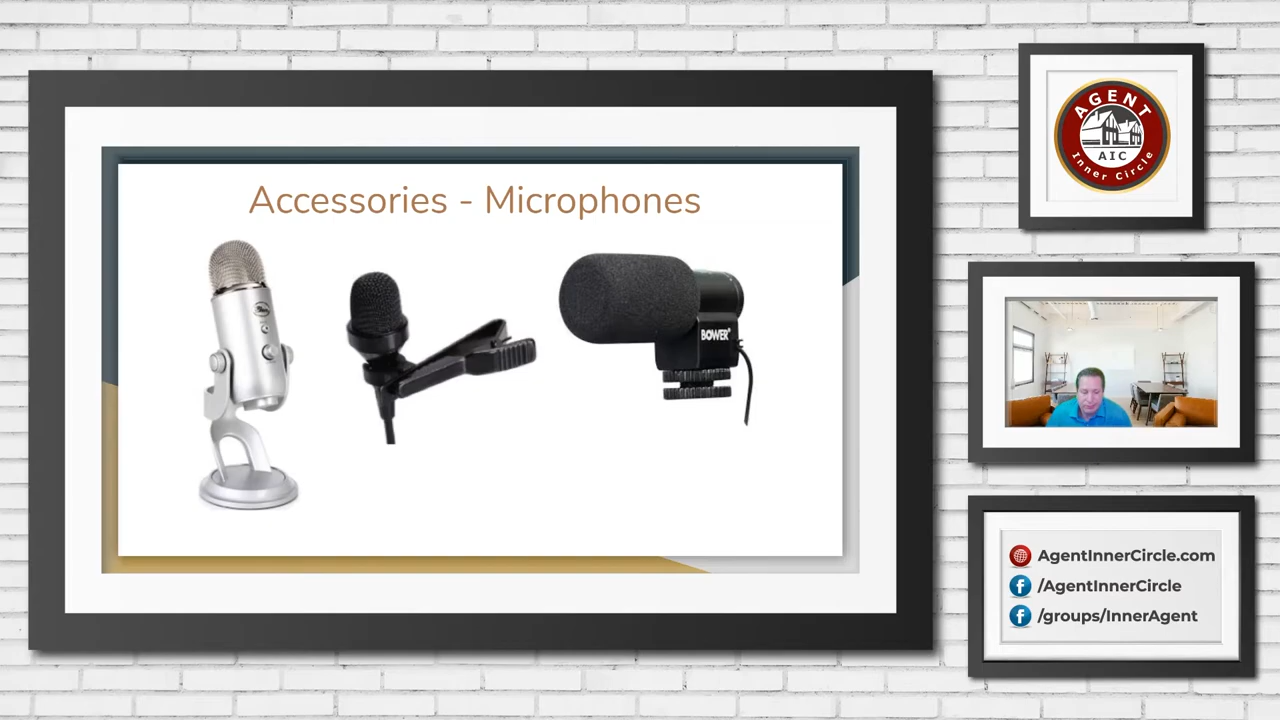 Accessories - Microphones
BOWER
AGENT
AIC
Inner Circle
AgentInnerCircle.com
/AgentInnerCircle
/groups/InnerAgent